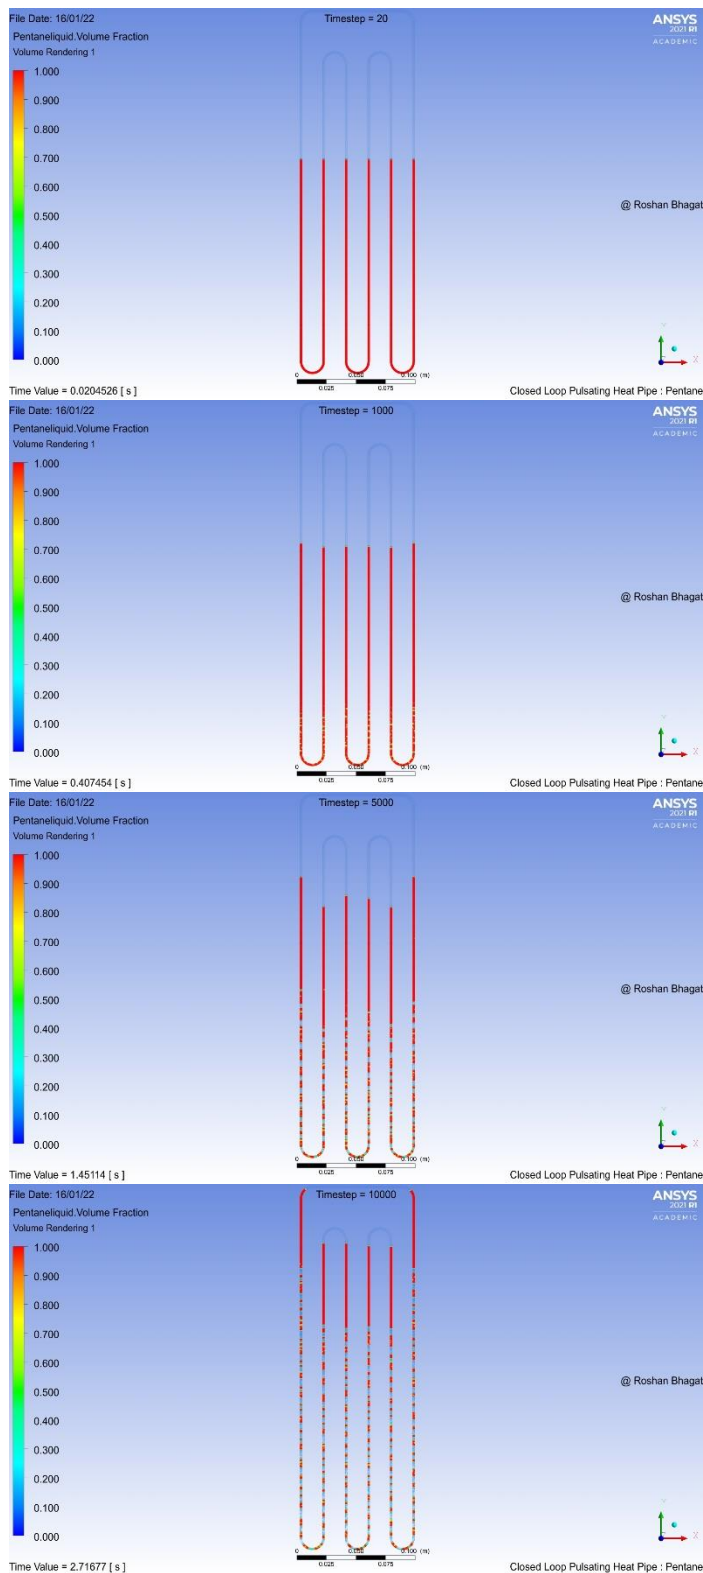 File Date: 16/01/22
Timestep = 20
ANSYS
2021 R1
ACADEMIC
Pentaneliquid.Volume Fraction
Volume Rendering 1
1.000
0.900
0.800
0.700
0.600
0.500
0.400
0.300
0.200
0.100
0.000
@ Roshan Bhagat
Y
X
0 0.050 0.100 (m)
0.025 0.075
Time Value = 0.0204526 [ s ]
Closed Loop Pulsating Heat Pipe : Pentane
File Date: 16/01/22
Timestep = 1000
ANSYS
2021 R1
ACADEMIC
Pentaneliquid.Volume Fraction
Volume Rendering 1
1.000
0.900
0.800
0.700
0.600
0.500
0.400
0.300
0.200
0.100
0.000
@ Roshan Bhagat
Y
X
0 0.050 0.100 (m)
0.025 0.075
Time Value = 0.407454 [ s ]
Closed Loop Pulsating Heat Pipe : Pentane
File Date: 16/01/22
Timestep = 5000
ANSYS
2021 R1
ACADEMIC
Pentaneliquid.Volume Fraction
Volume Rendering 1
1.000
0.900
0.800
0.700
0.600
0.500
0.400
0.300
0.200
0.100
0.000
@ Roshan Bhagat
Y
X
0 0.050 0.100 (m)
0.025 0.075
Time Value = 1.45114 [ s ]
Closed Loop Pulsating Heat Pipe : Pentane
File Date: 16/01/22
Timestep = 10000
ANSYS
2021 R1
ACADEMIC
Pentaneliquid.Volume Fraction
Volume Rendering 1
1.000
0.900
0.800
0.700
0.600
0.500
0.400
0.300
0.200
0.100
0.000
@ Roshan Bhagat
Y
X
0 0.050 0.100 (m)
0.025 0.075
Time Value = 2.71677 [ s ]
Closed Loop Pulsating Heat Pipe : Pentane